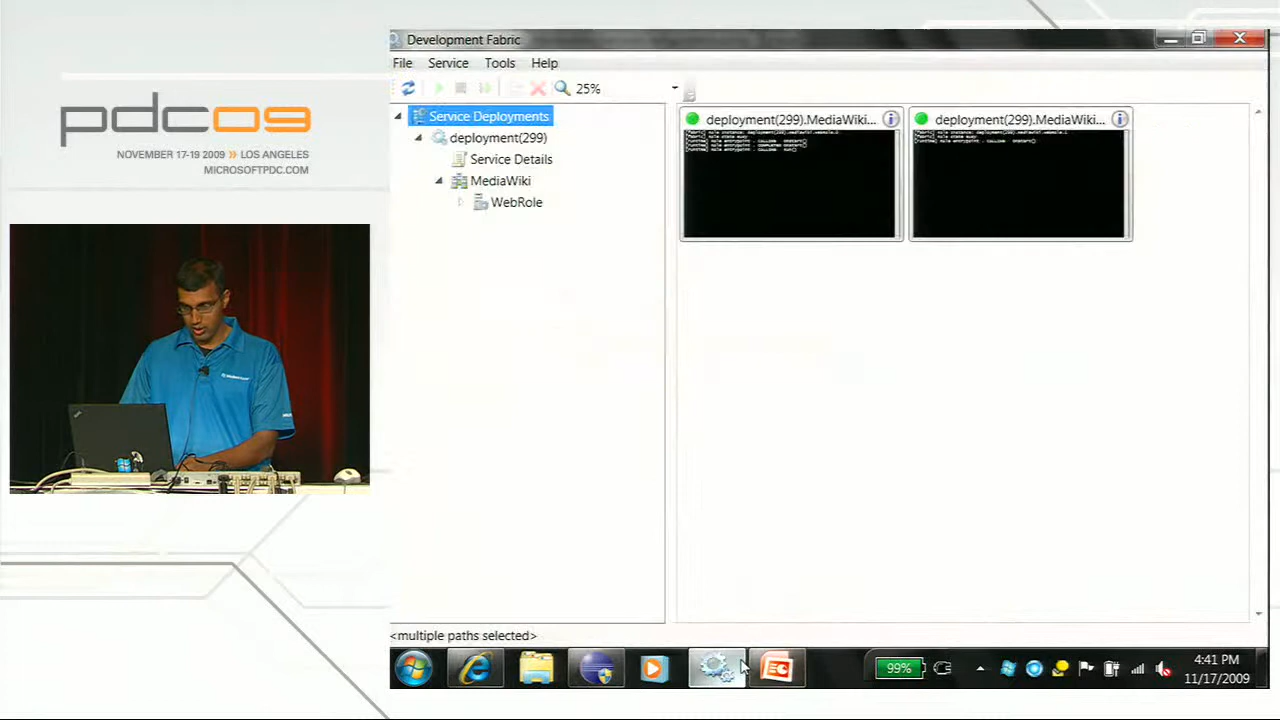 pdc09
NOVEMBER 17-19 2009 » LOS ANGELES
MICROSOFTPDC.COM
Development Fabric
File Service Tools Help
25%
Service Deployments
deployment(299)
Service Details
MediaWiki
WebRole
deployment(299).MediaWiki...
deployment(299).MediaWiki...
<multiple paths selected>
99%
4:41 PM
11/17/2009